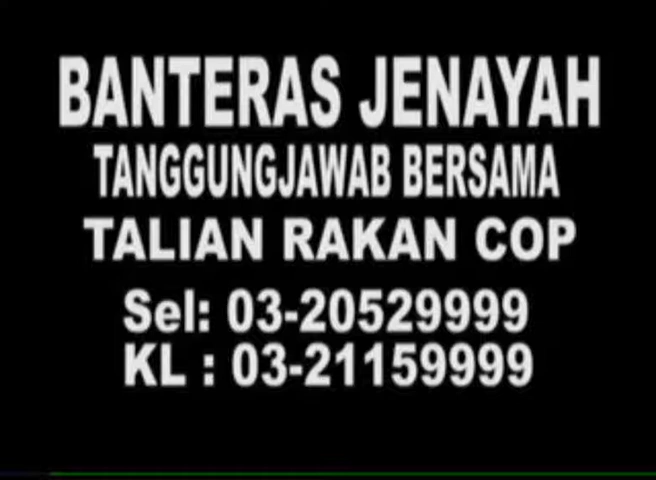 BANTERAS JENAYAH
TANGGUNGJAWAB BERSAMA
TALIAN RAKAN COP
Sel: 03-20529999
KL : 03-21159999